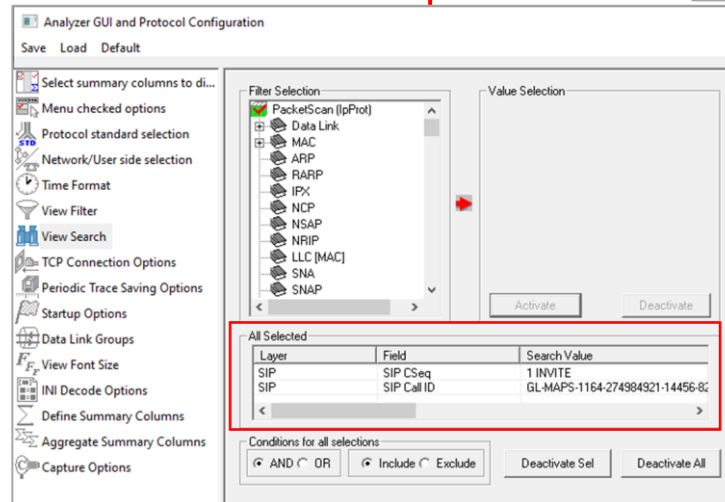 Analyzer GUI and Protocol Configuration
Save Load Default
Select summary columns to di...
Menu checked options
Protocol standard selection
Network/User side selection
Time Format
View Filter
View Search
TCP Connection Options
Periodic Trace Saving Options
Startup Options
Data Link Groups
View Font Size
INI Decode Options
Define Summary Columns
Aggregate Summary Columns
Capture Options
Filter Selection
PacketScan (IpProt)
Data Link
MAC
ARP
RARP
IPX
NCP
NSAP
NRIP
LLC [MAC]
SNA
SNAP
Value Selection
Activate Deactivate
All Selected
Layer Field Search Value
SIP SIP CSeq 1 INVITE
SIP SIP Call ID GL-MAPS-1164-274984921-14456-82
Conditions for all selections
AND OR Include Exclude Deactivate Sel Deactivate All